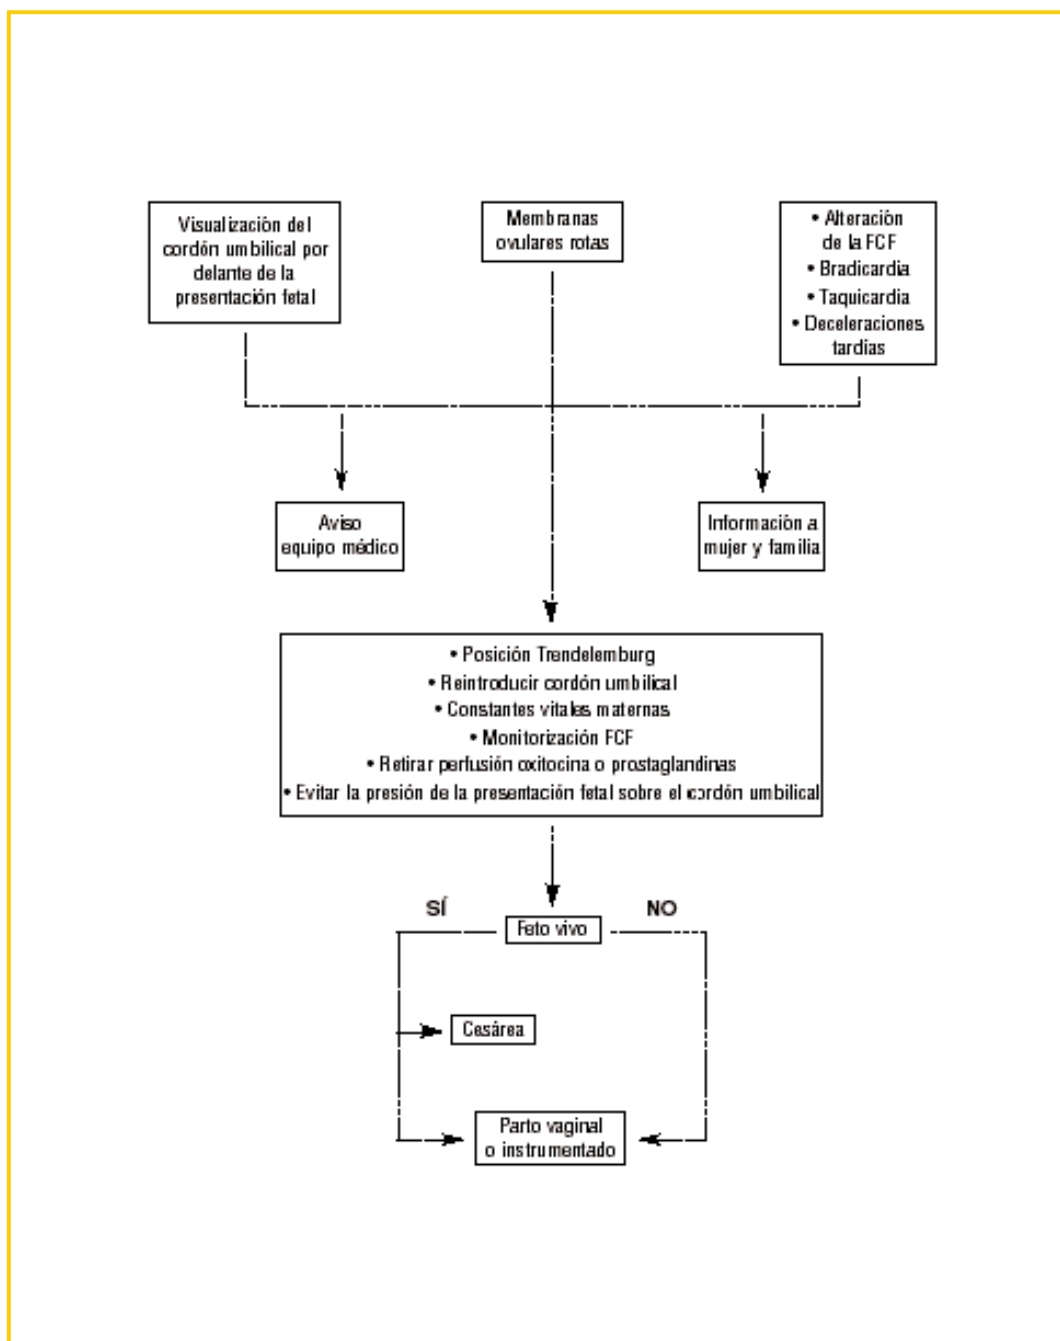 Visualización del
cordón umbilical por
delante de la
presentación fetal
Membranas
ovulares rotas
• Alteración
de la FCF
• Bradicardia
• Taquicardia
• Deceleraciones
tardías
Aviso
equipo médico
Información a
mujer y familia
• Posición Trendelemburg
• Reintroducir cordón umbilical
• Constantes vitales maternas
• Monitorización FCF
• Retirar perfusión oxitocina o prostaglandinas
• Evitar la presión de la presentación fetal sobre el cordón umbilical
SÍ
Feto vivo
NO
Cesárea
Parto vaginal
o instrumentado